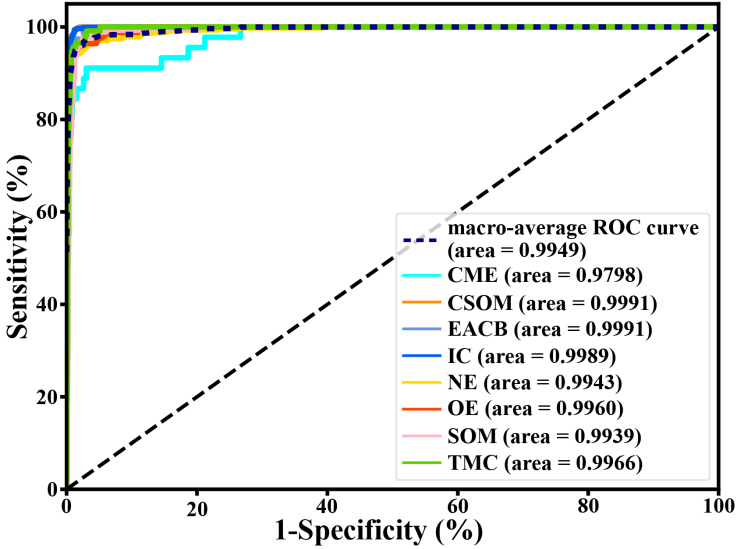 100
80
60
40
20
0
Sensitivity (%)
macro-average ROC curve
(area = 0.9949)
CME (area = 0.9798)
CSOM (area = 0.9991)
EACB (area = 0.9991)
IC (area = 0.9989)
NE (area = 0.9943)
OE (area = 0.9960)
SOM (area = 0.9939)
TMC (area = 0.9966)
0 20 40 60 80 100
1-Specificity (%)